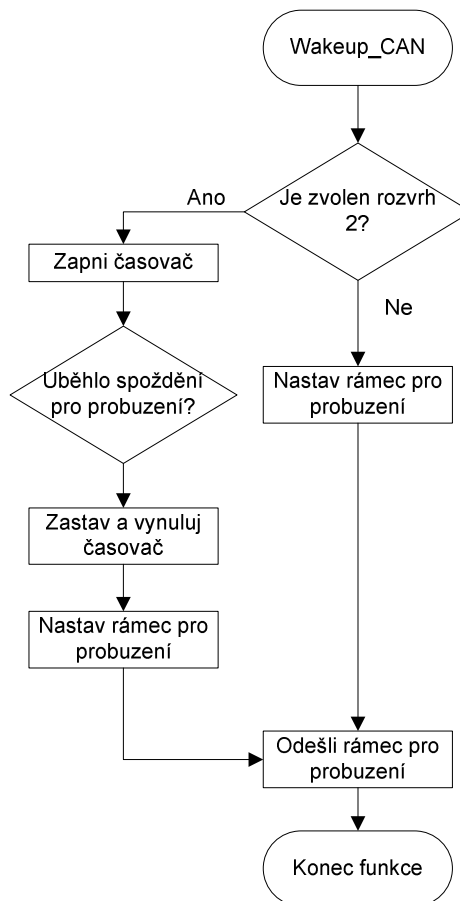 Wakeup_CAN
Je zvolen rozvrh
2?
Ano
Zapni časovač
Ne
Uběhlo spoždění
pro probuzení?
Nastav rámec pro
probuzení
Zastav a vynuluj
časovač
Nastav rámec pro
probuzení
Odešli rámec pro
probuzení
Konec funkce